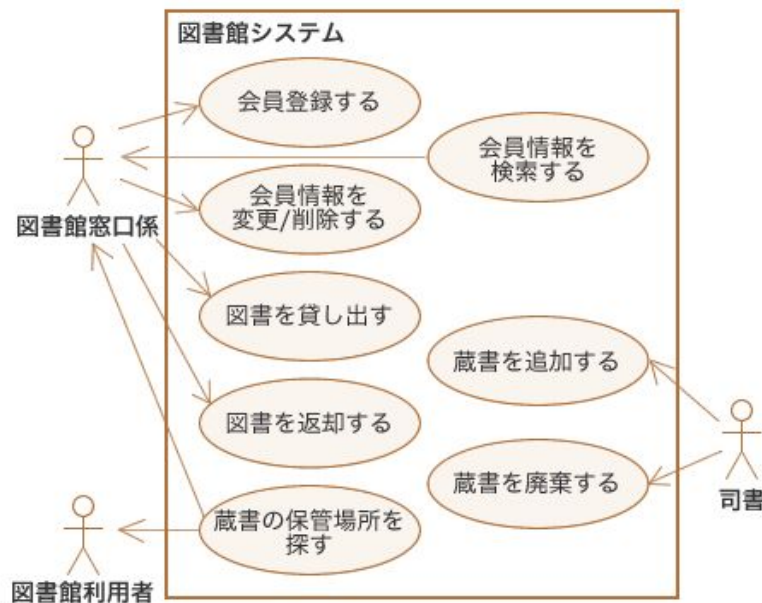 図書館システム
会員登録する
会員情報を
検索する
図書館窓口係
会員情報を
変更/削除する
図書を貸し出す
蔵書を追加する
図書を返却する
蔵書を廃棄する
司書
蔵書の保管場所を
探す
図書館利用者